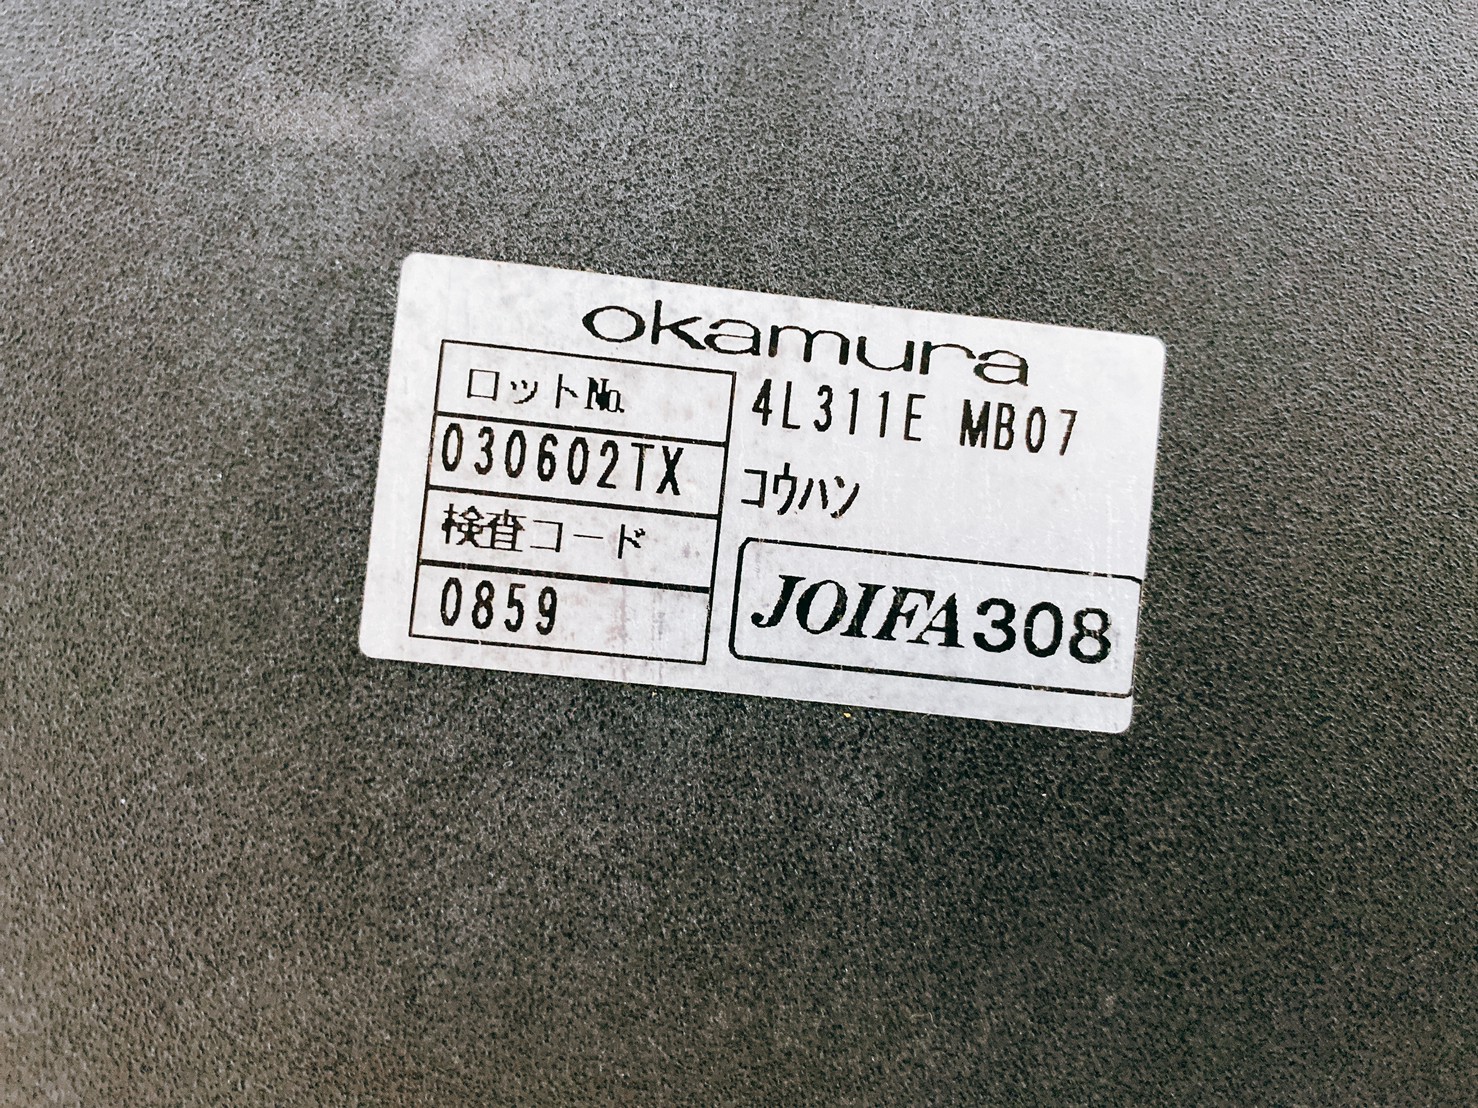 okamura
ロットNo.
030602TX
検査コード
0859
4L311E MB07
コウハン
JOIFA308